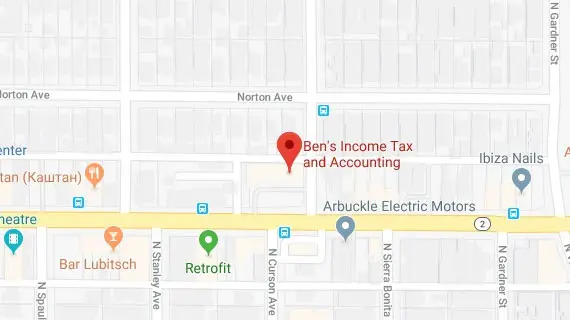 N Gardner St
Norton Ave
Norton Ave
enter
Ben's Income Tax
and Accounting
Ibiza Nails
tan (Каштан)
Arbuckle Electric Motors
2
heatre
Bar Lubitsch
Retrofit
N Spaul
N Stanley Ave
N Curson Ave
N Sierra Bonita
N Gardner St
A